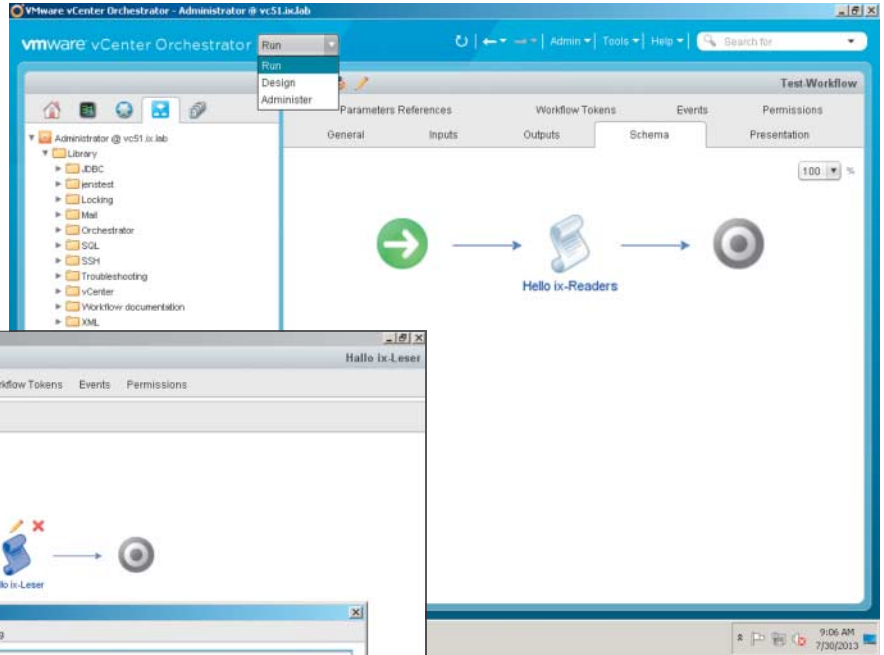 VMware vCenter Orchestrator - Administrator @ vc51.ix.lab
vmware vCenter Orchestrator
Run
Admin
Tools
Help
Search for
Run
Design
Administer
Test-Workflow
Parameters References
Workflow Tokens
Events
Permissions
General
Inputs
Outputs
Schema
Presentation
Administrator @ vc51.ix.lab
Library
JDBC
jenstest
Locking
Mail
Orchestrator
SQL
SSH
Troubleshooting
vCenter
Workflow documentation
XML
100 %
Hello ix-Readers
Hallo ix-Leser
rkflow Tokens
Events
Permissions
llo ix-Leser
g
9:06 AM
7/30/2013